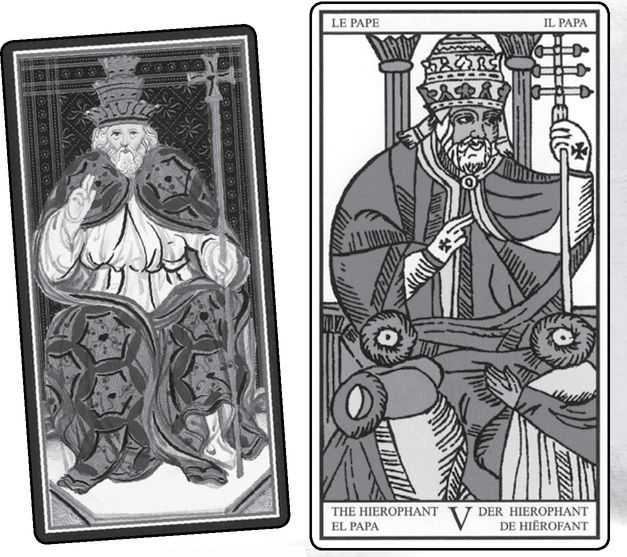 LE PAPE IL PAPA
THE HIEROPHANT V DER HIEROPHANT
EL PAPA DE HIËROFANT